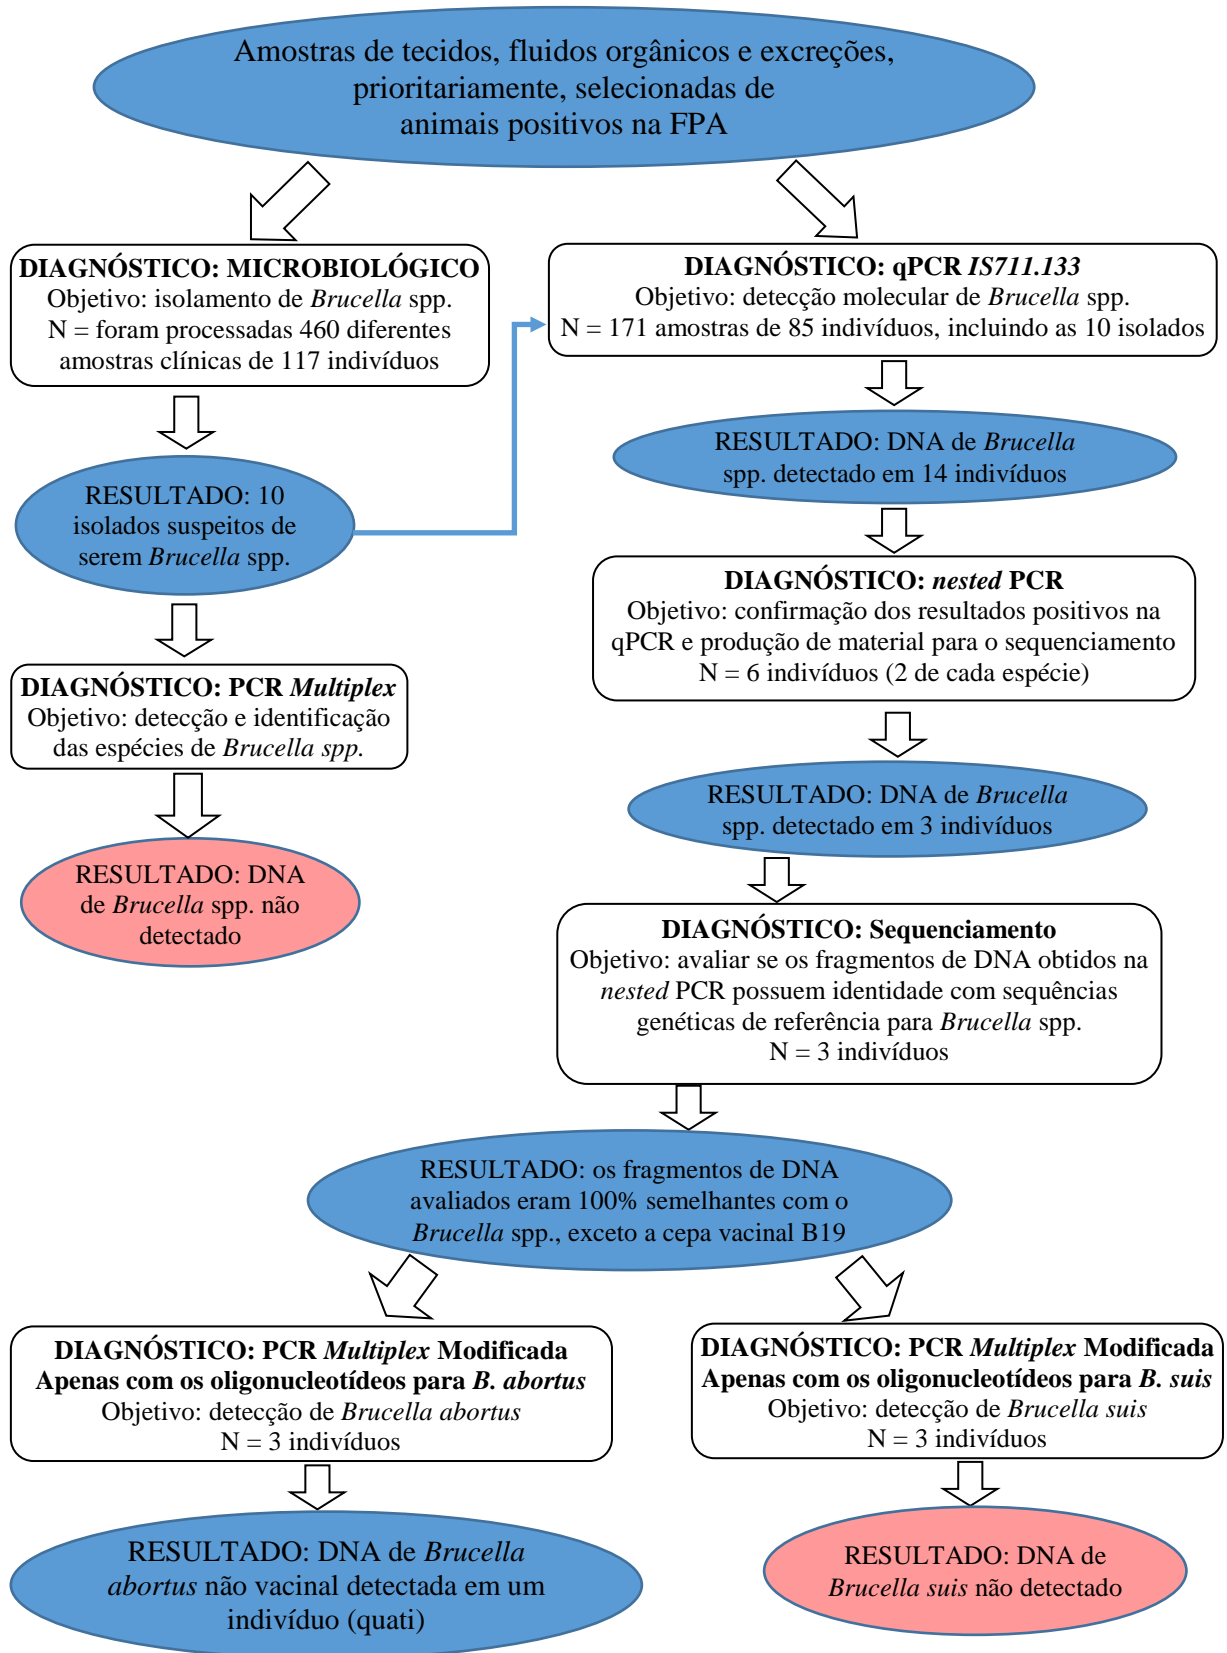 Amostras de tecidos, fluidos orgânicos e excreções,
prioritariamente, selecionadas de
animais positivos na FPA
DIAGNÓSTICO: MICROBIOLÓGICO
Objetivo: isolamento de Brucella spp.
N = foram processadas 460 diferentes
amostras clínicas de 117 indivíduos
DIAGNÓSTICO: qPCR IS711.133
Objetivo: detecção molecular de Brucella spp.
N = 171 amostras de 85 indivíduos, incluindo as 10 isolados
RESULTADO: 10
isolados suspeitos de
serem Brucella spp.
RESULTADO: DNA de Brucella
spp. detectado em 14 indivíduos
DIAGNÓSTICO: nested PCR
Objetivo: confirmação dos resultados positivos na
qPCR e produção de material para o sequenciamento
N = 6 indivíduos (2 de cada espécie)
DIAGNÓSTICO: PCR Multiplex
Objetivo: detecção e identificação
das espécies de Brucella spp.
RESULTADO: DNA de Brucella
spp. detectado em 3 indivíduos
RESULTADO: DNA
de Brucella spp. não
detectado
DIAGNÓSTICO: Sequenciamento
Objetivo: avaliar se os fragmentos de DNA obtidos na
nested PCR possuem identidade com sequências
genéticas de referência para Brucella spp.
N = 3 indivíduos
RESULTADO: os fragmentos de DNA
avaliados eram 100% semelhantes com o
Brucella spp., exceto a cepa vacinal B19
DIAGNÓSTICO: PCR Multiplex Modificada
Apenas com os oligonucleotídeos para B. abortus
Objetivo: detecção de Brucella abortus
N = 3 indivíduos
DIAGNÓSTICO: PCR Multiplex Modificada
Apenas com os oligonucleotídeos para B. suis
Objetivo: detecção de Brucella suis
N = 3 indivíduos
RESULTADO: DNA de Brucella
abortus não vacinal detectada em um
indivíduo (quati)
RESULTADO: DNA de
Brucella suis não detectado